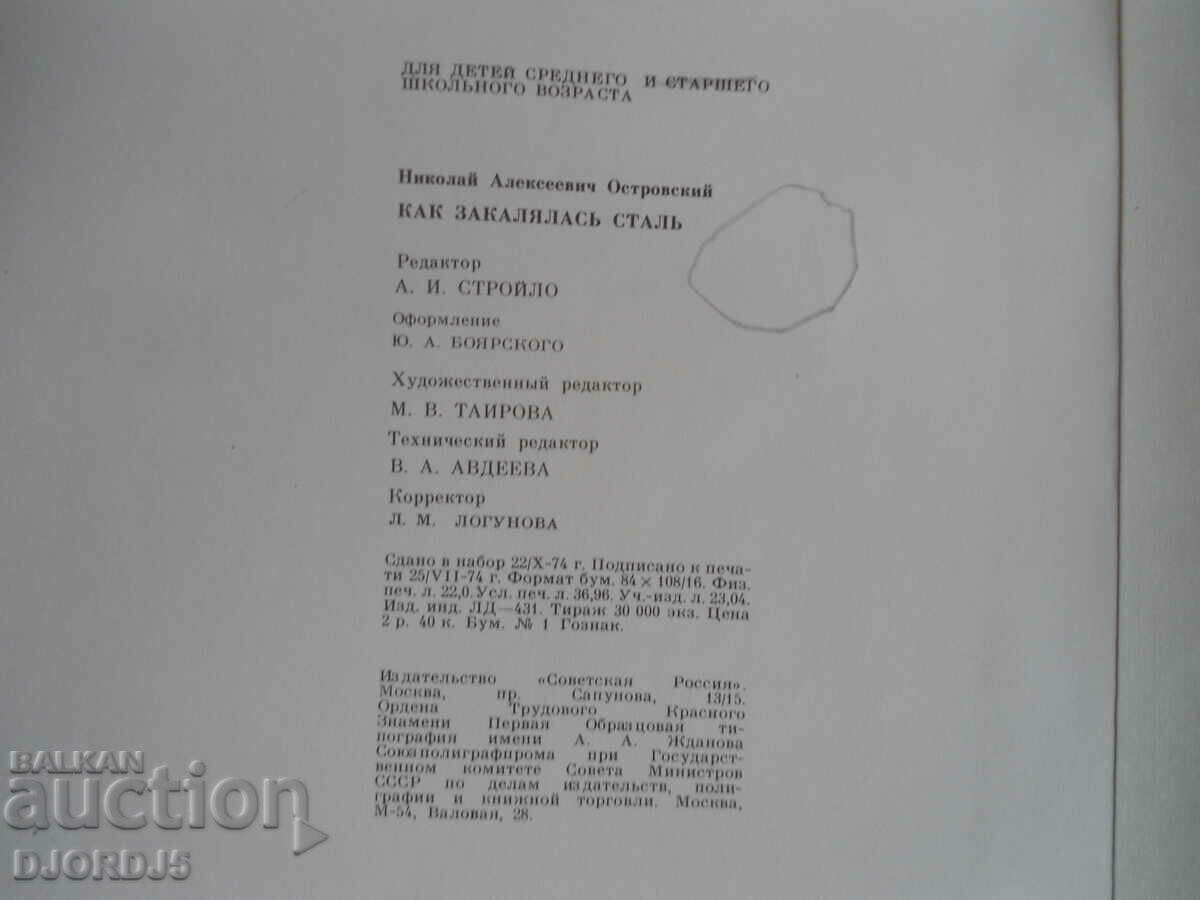 ДЛЯ ДЕТЕЙ СРЕДНЕГО И СТАРШЕГО
ШКОЛЬНОГО ВОЗРАСТА
Николай Алексеевич Островский
КАК ЗАКАЛЯЛАСЬ СТАЛЬ
Редактор
А. И. СТРОЙЛО
Оформление
Ю. А. БОЯРСКОГО
Художественный редактор
М. В. ТАИРОВА
Технический редактор
В. А. АВДЕЕВА
Корректор
Л. М. ЛОГУНОВА
Сдано в набор 22/X-74 г. Подписано к печа-
ти 25/VII-74 г. Формат бум. 84 × 108/16. Физ.
печ. л. 22,0. Усл. печ. л. 36,96. Уч.-изд. л. 23,04.
Изд. инд. ЛД—431. Тираж 30 000 экз. Цена
2 р. 40 к. Бум. № 1 Гознак.
Издательство «Советская Россия».
Москва, пр. Сапунова, 13/15.
Ордена Трудового Красного
Знамени Первая Образцовая ти-
пография имени А. А. Жданова
Союзполиграфпрома при Государст-
венном комитете Совета Министров
СССР по делам издательств, поли-
графии и книжной торговли. Москва,
М-54, Валовая, 28.
BALKAN
auction
DJORDJ5